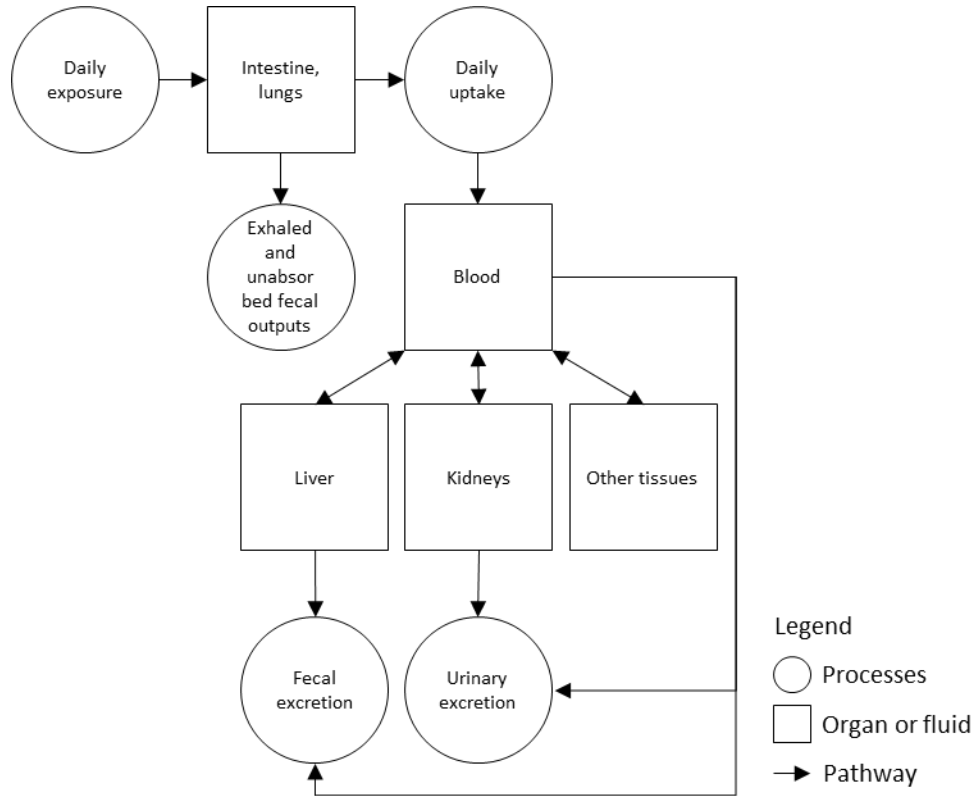 Daily
exposure
Intestine,
lungs
Daily
uptake
Exhaled
and
unabsor
bed fecal
outputs
Blood
Liver
Kidneys
Other tissues
Fecal
excretion
Urinary
excretion
Legend
Processes
Organ or fluid
Pathway